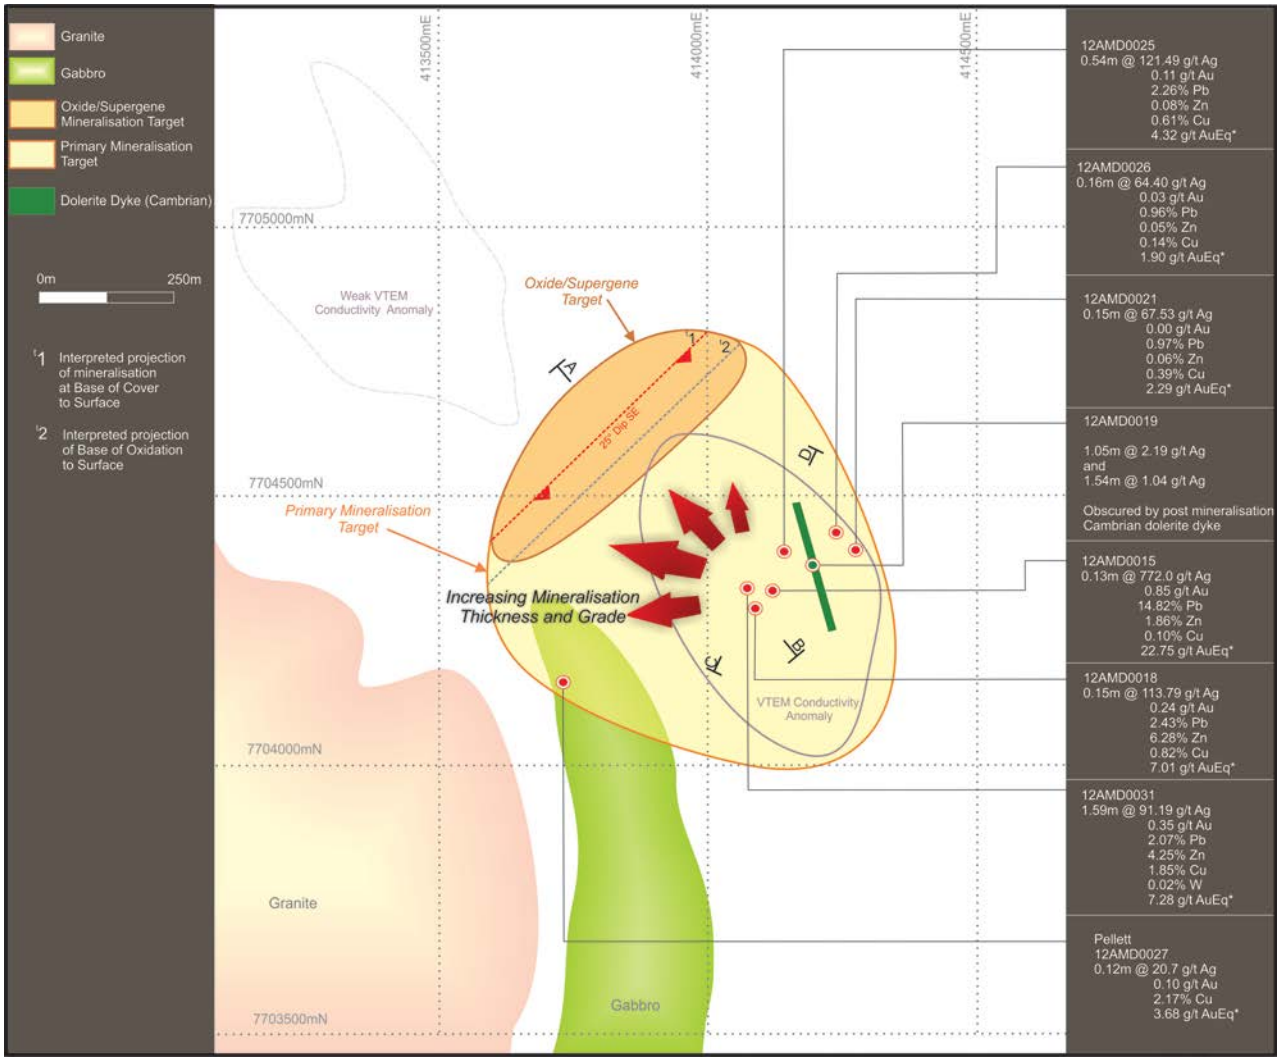 Granite
Gabbro
Oxide/Supergene
Mineralisation Target
Primary Mineralisation
Target
Dolerite Dyke (Cambrian)
0m 250m
t1 Interpreted projection
of mineralisation
at Base of Cover
to Surface
t2 Interpreted projection
of Base of Oxidation
to Surface
413500mE
414000mE
414500mE
7705000mN
Weak VTEM
Conductivity Anomaly
Oxide/Supergene
Target
t1
t2
A
25° Dip SE
7704500mN
Primary Mineralisation
Target
D
Increasing Mineralisation
Thickness and Grade
B
C
VTEM Conductivity
Anomaly
7704000mN
Granite
Gabbro
7703500mN
12AMD0025
0.54m @ 121.49 g/t Ag
0.11 g/t Au
2.26% Pb
0.08% Zn
0.61% Cu
4.32 g/t AuEq*
12AMD0026
0.16m @ 64.40 g/t Ag
0.03 g/t Au
0.96% Pb
0.05% Zn
0.14% Cu
1.90 g/t AuEq*
12AMD0021
0.15m @ 67.53 g/t Ag
0.00 g/t Au
0.97% Pb
0.06% Zn
0.39% Cu
2.29 g/t AuEq*
12AMD0019
1.05m @ 2.19 g/t Ag
and
1.54m @ 1.04 g/t Ag
Obscured by post mineralisation
Cambrian dolerite dyke
12AMD0015
0.13m @ 772.0 g/t Ag
0.85 g/t Au
14.82% Pb
1.86% Zn
0.10% Cu
22.75 g/t AuEq*
12AMD0018
0.15m @ 113.79 g/t Ag
0.24 g/t Au
2.43% Pb
6.28% Zn
0.82% Cu
7.01 g/t AuEq*
12AMD0031
1.59m @ 91.19 g/t Ag
0.35 g/t Au
2.07% Pb
4.25% Zn
1.85% Cu
0.02% W
7.28 g/t AuEq*
Pellett
12AMD0027
0.12m @ 20.7 g/t Ag
0.10 g/t Au
2.17% Cu
3.68 g/t AuEq*